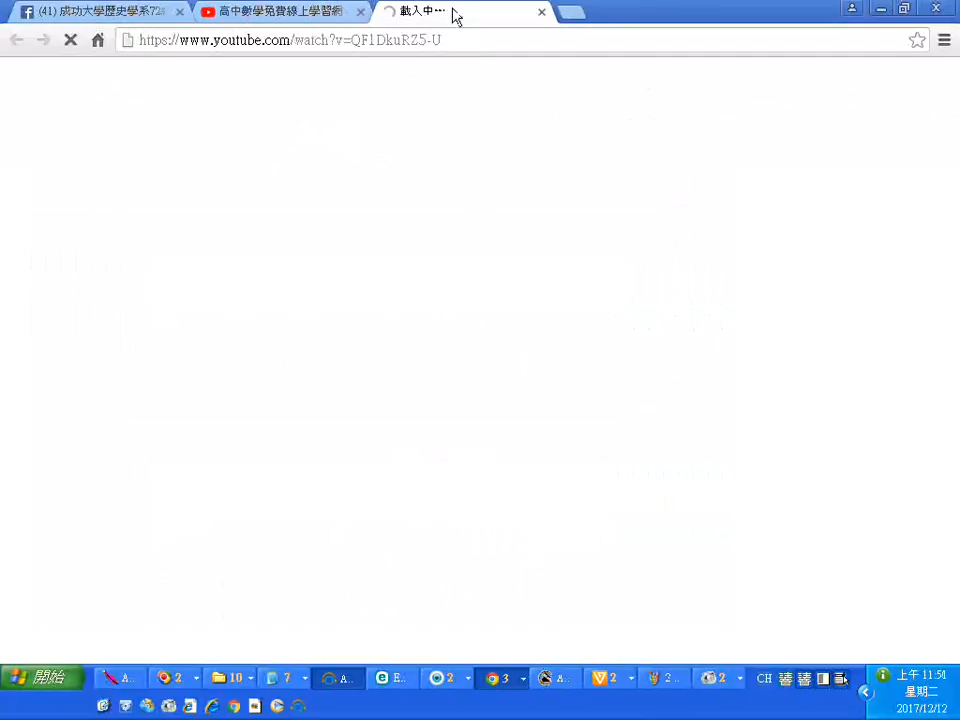 (41) 成功大學歷史學系72
高中數學免費線上學習網
載入中…
https://www.youtube.com/watch?v=QF1DkuRZ5-U
開始
A..
2
10
7
A..
E..
2
3
A..
2
2..
2
CH
上午 11:51
星期二
2017/12/12